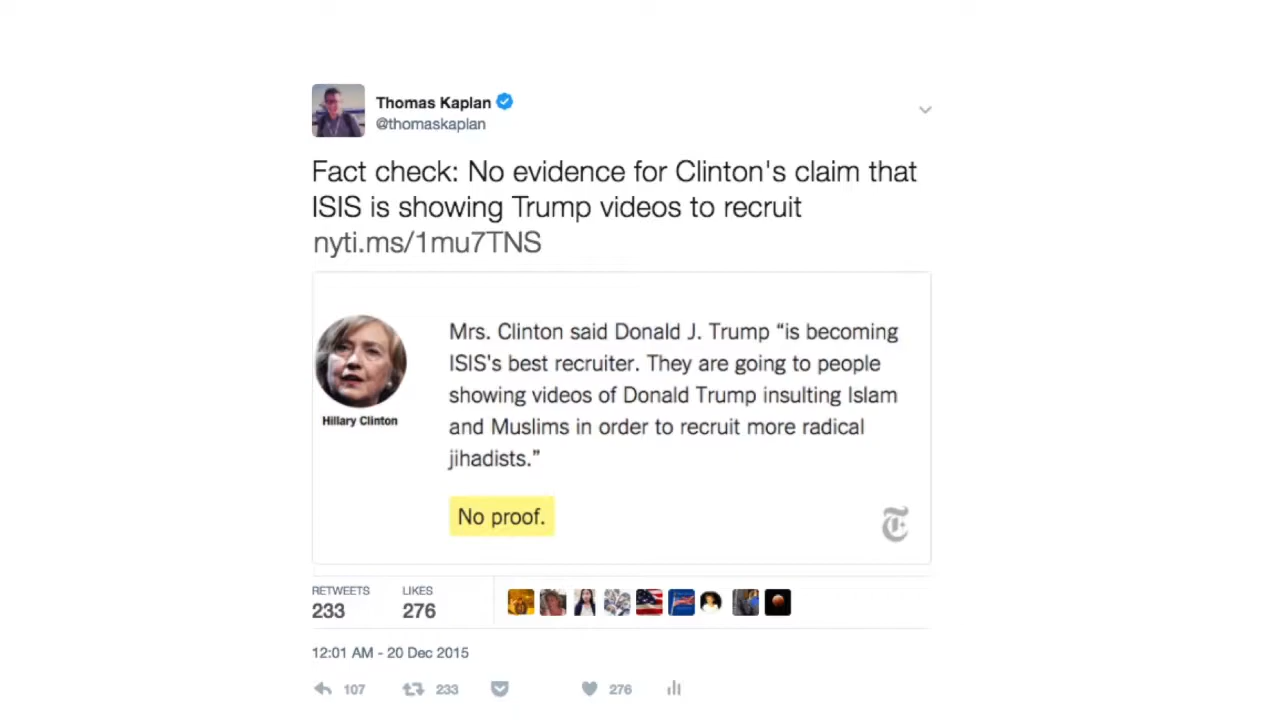 Thomas Kaplan
@thomaskaplan
Fact check: No evidence for Clinton's claim that
ISIS is showing Trump videos to recruit
nyti.ms/1mu7TNS
Mrs. Clinton said Donald J. Trump “is becoming
ISIS's best recruiter. They are going to people
showing videos of Donald Trump insulting Islam
and Muslims in order to recruit more radical
jihadists.”
Hillary Clinton
No proof.
T
RETWEETS LIKES
233 276
12:01 AM - 20 Dec 2015
107 233 276